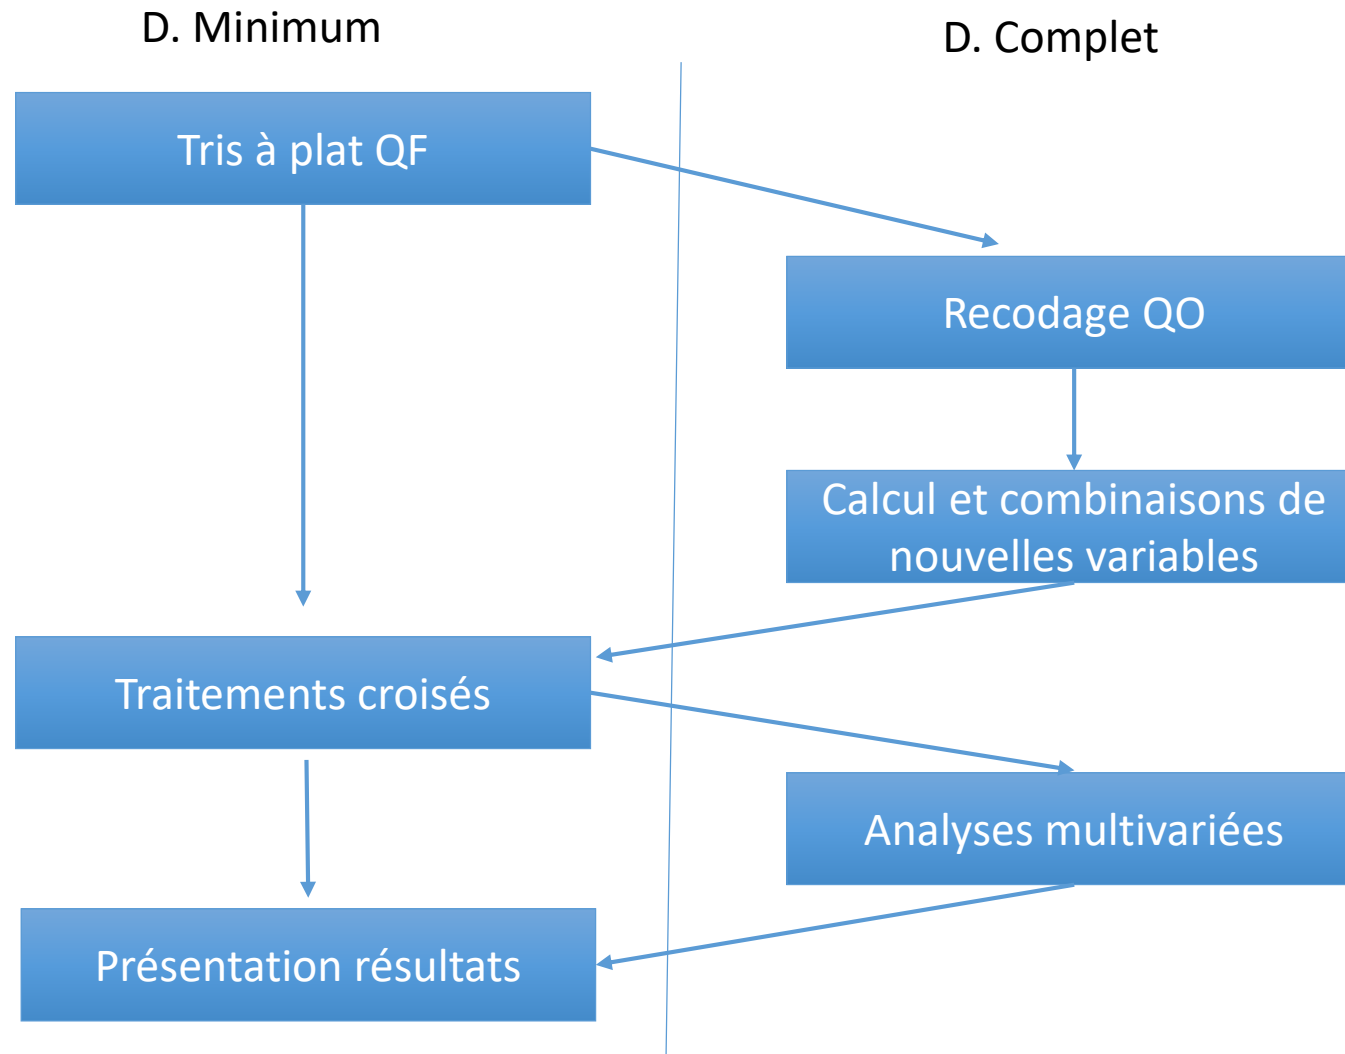 D. Minimum
D. Complet
Tris à plat QF
Recodage QO
Calcul et combinaisons de
nouvelles variables
Traitements croisés
Analyses multivariées
Présentation résultats